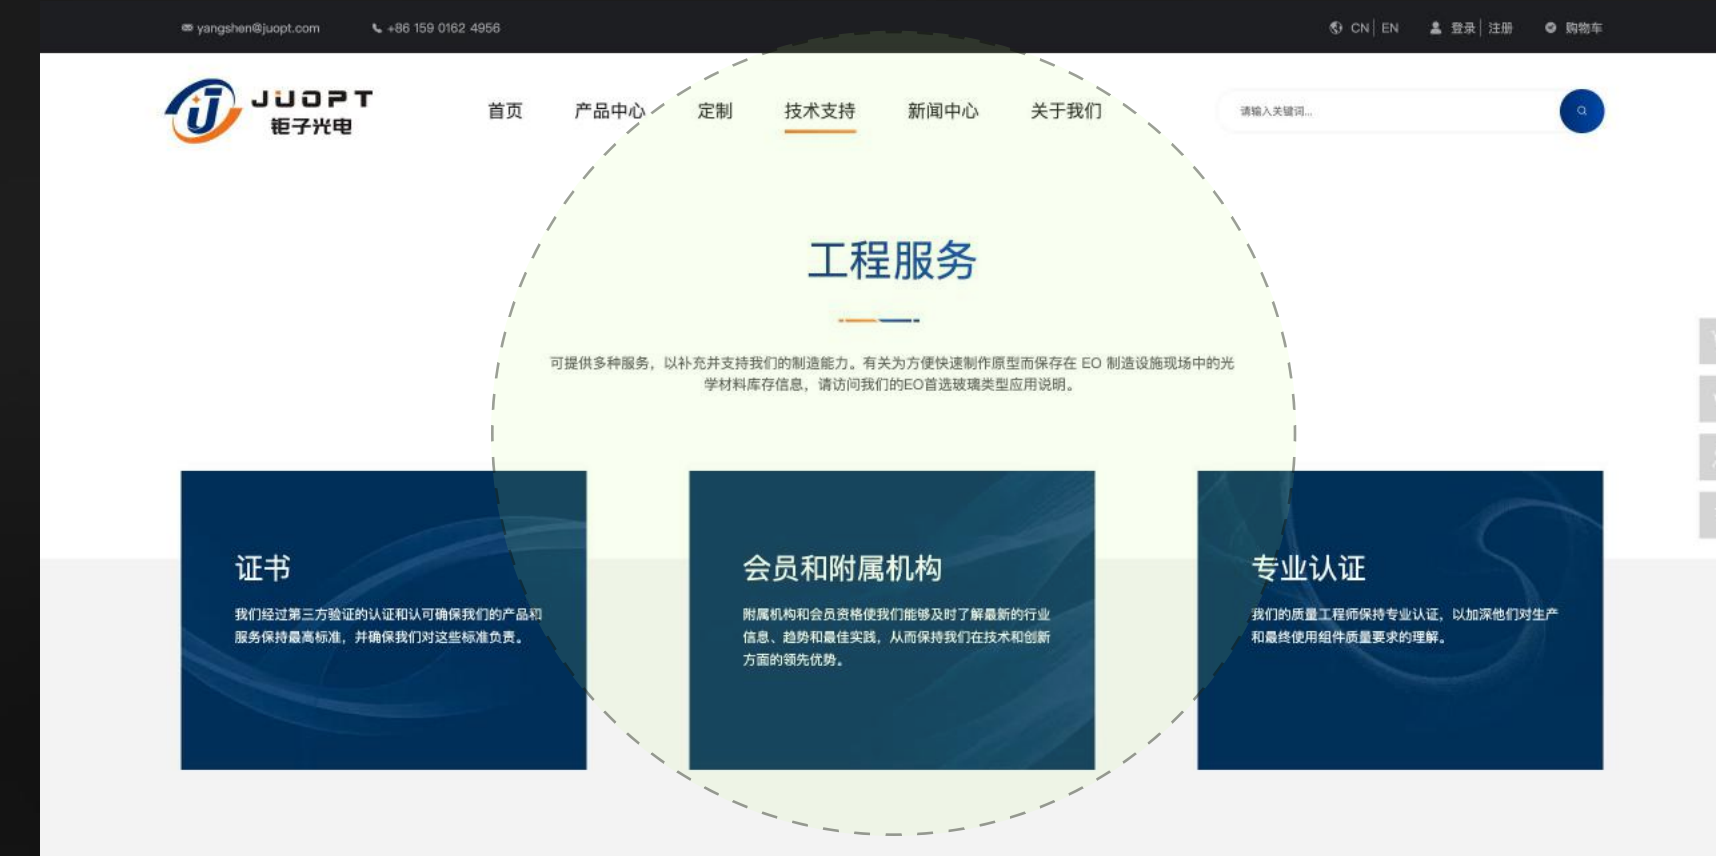 yangshen@juopt.com +86 159 0162 4956 CN EN 登录 注册 购物车
JUOPT
钜子光电
首页 产品中心 定制 技术支持 新闻中心 关于我们 请输入关键词...
工程服务
可提供多种服务，以补充并支持我们的制造能力。有关为方便快速制作原型而保存在 EO 制造设施现场中的光
学材料库存信息，请访问我们的EO首选玻璃类型应用说明。
证书
我们经过第三方验证的认证和认可确保我们的产品和
服务保持最高标准，并确保我们对这些标准负责。
会员和附属机构
附属机构和会员资格使我们能够及时了解最新的行业
信息、趋势和最佳实践，从而保持我们在技术和创新
方面的领先优势。
专业认证
我们的质量工程师保持专业认证，以加深他们对生产
和最终使用组件质量要求的理解。